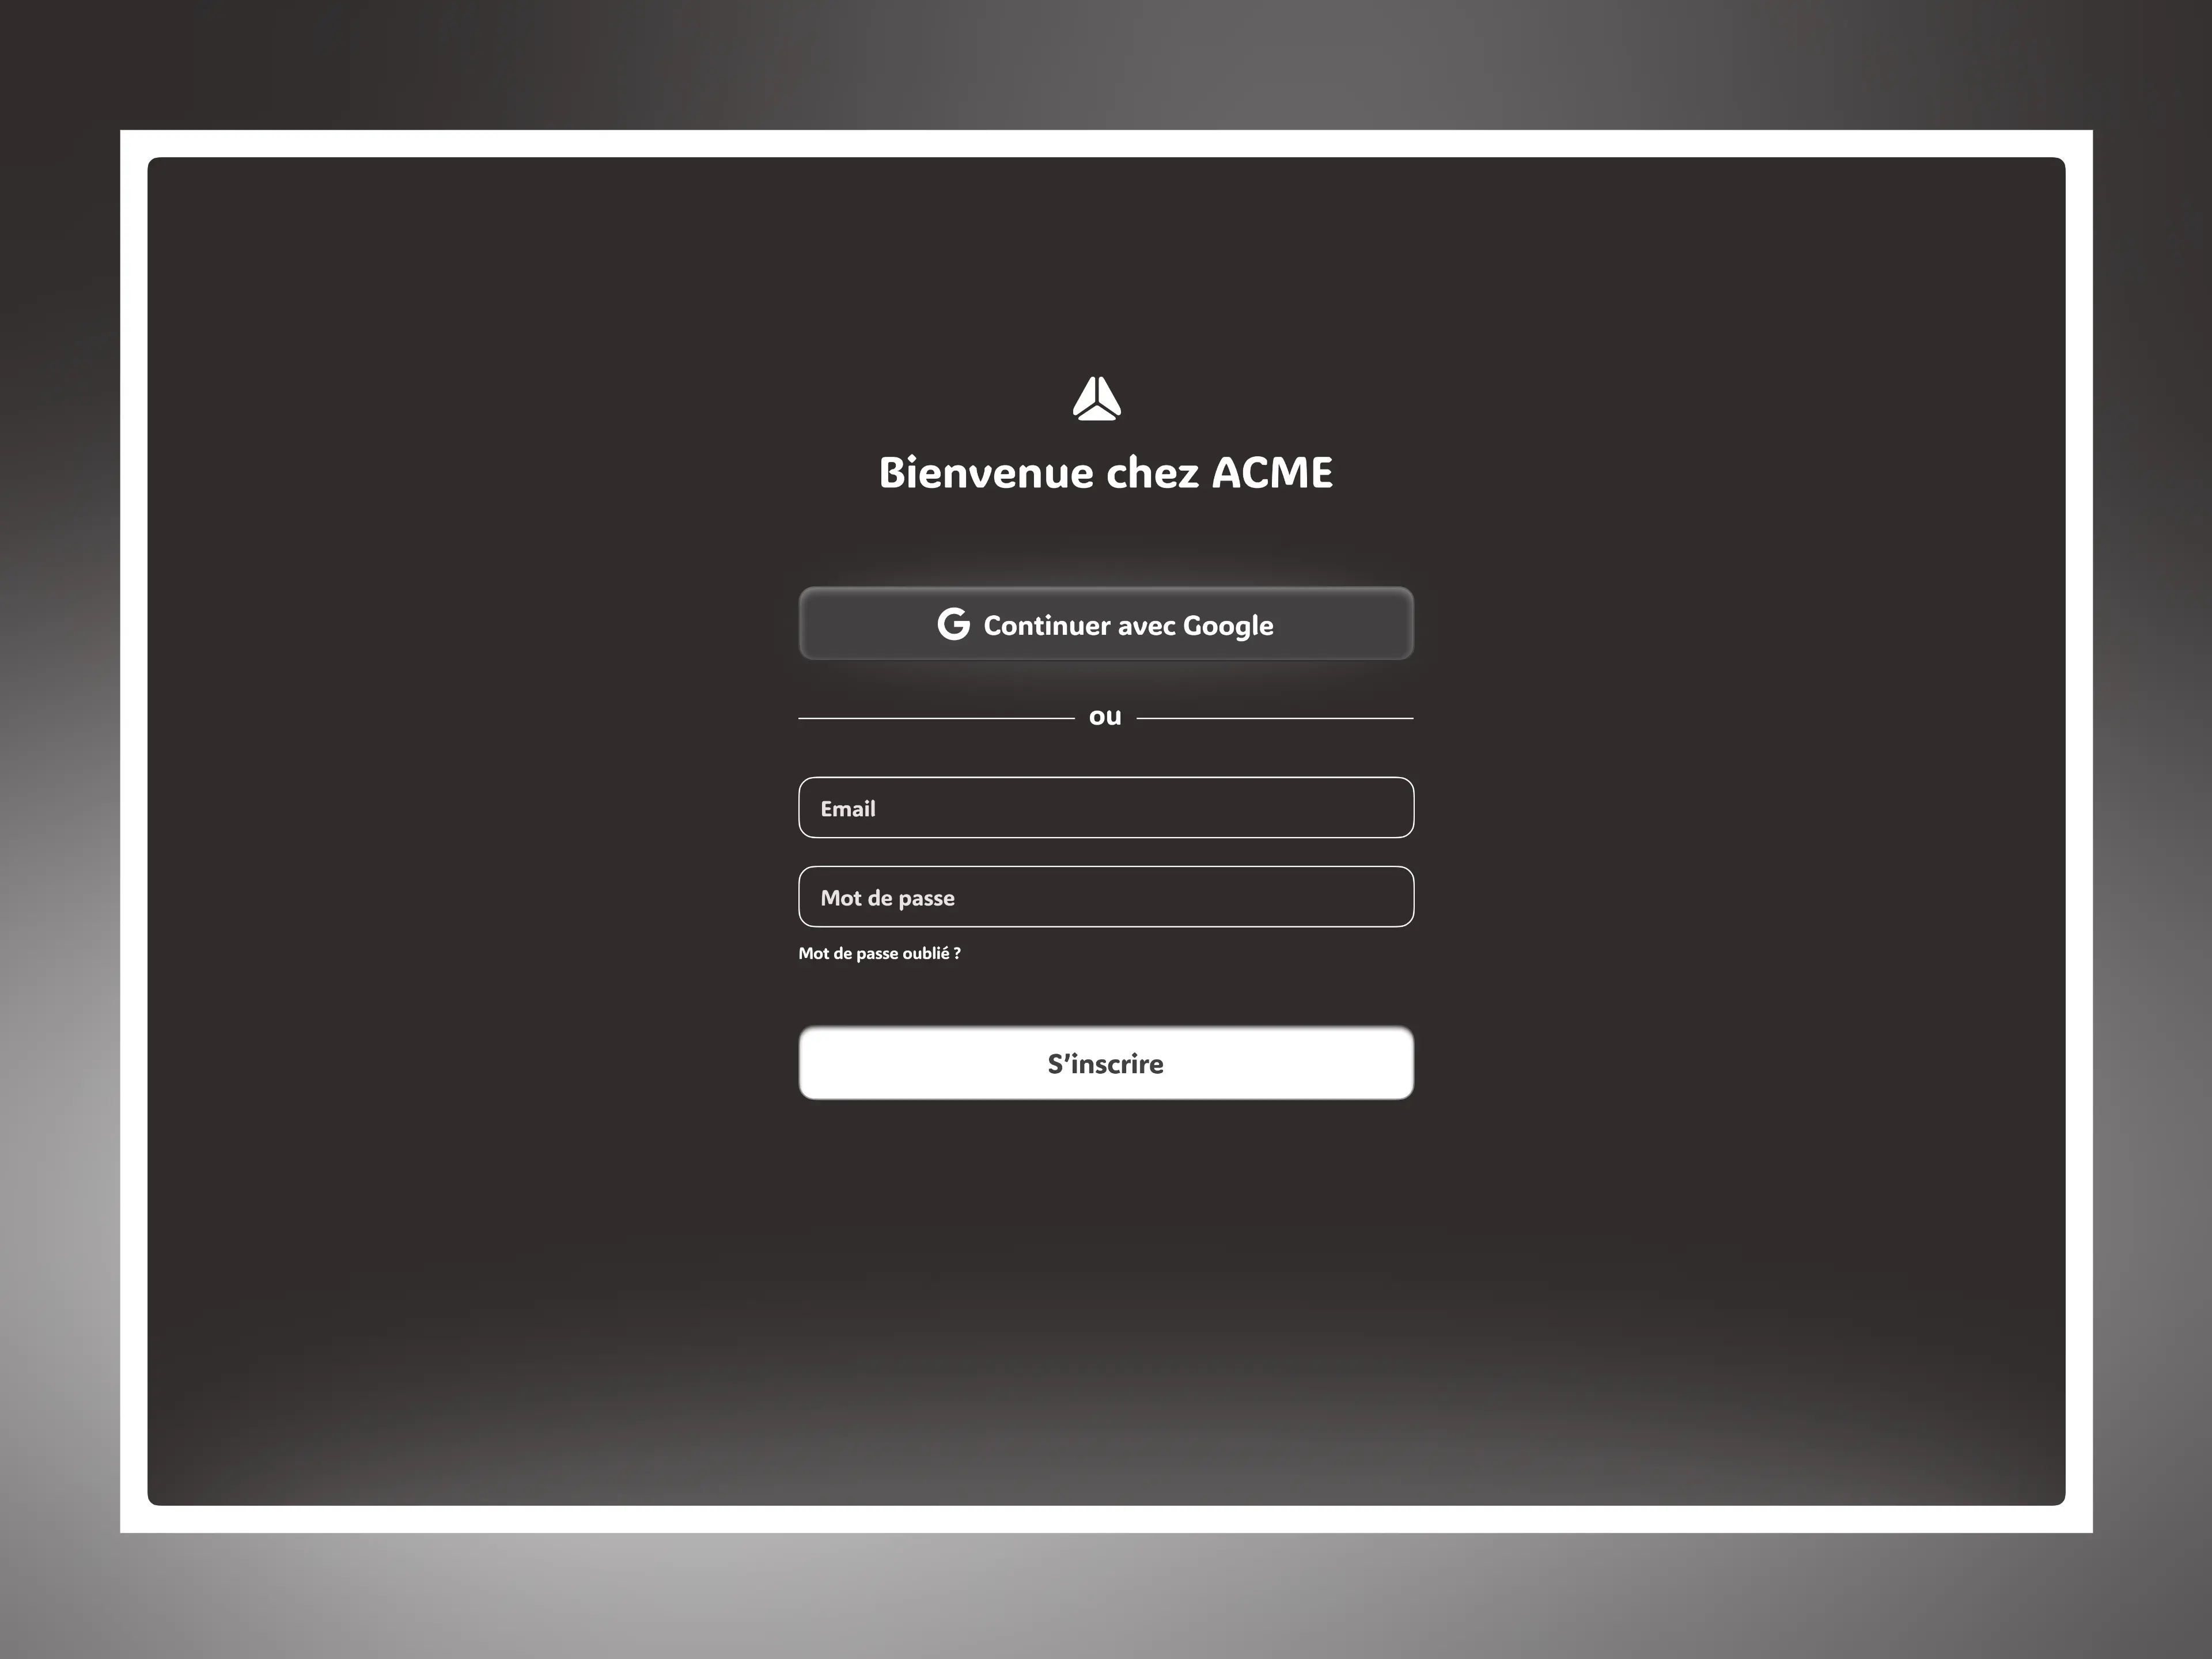 Bienvenue chez ACME
Continuer avec Google
ou
Email
Mot de passe
Mot de passe oublié ?
S'inscrire